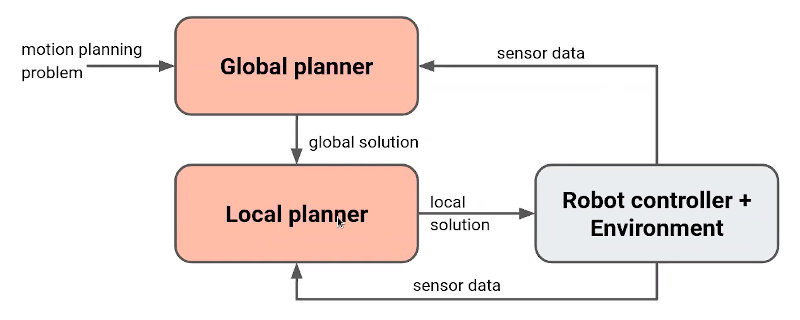 motion planning
problem
Global planner
sensor data
global solution
Local planner
local
solution
Robot controller +
Environment
sensor data